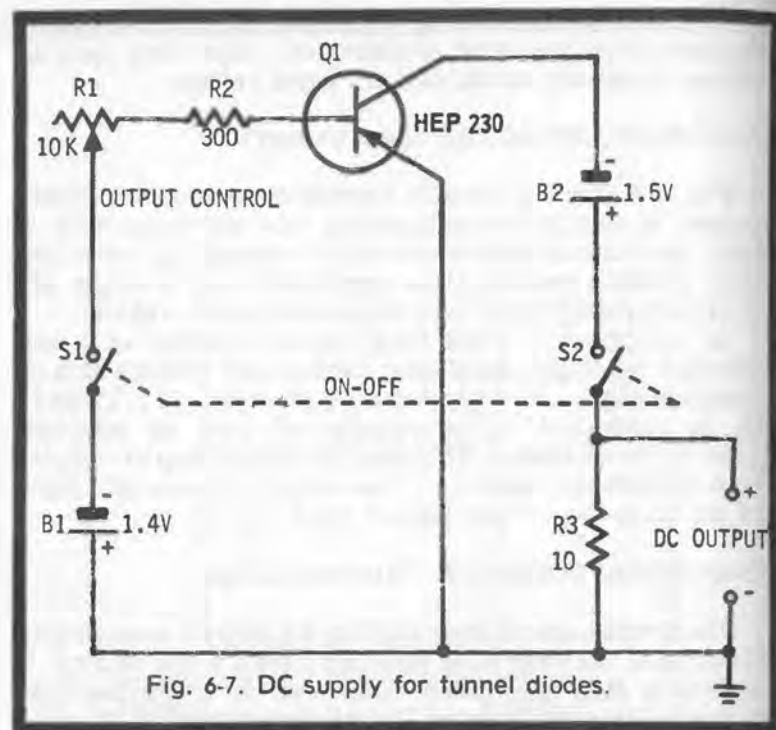 Q1
R1
R2
HEP 230
10K
300
OUTPUT CONTROL
-
B2 1.5V
+
S1
S2
ON-OFF
-
B1 1.4V
+
R3
10
+
DC OUTPUT
-
Fig. 6-7. DC supply for tunnel diodes.